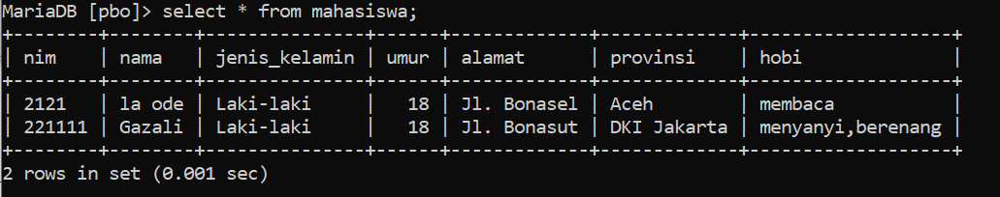 MariaDB [pbo]> select * from mahasiswa;
+--------+--------+---------------+------+-------------+-------------+-------------------+
| nim    | nama   | jenis_kelamin | umur | alamat      | provinsi    | hobi              |
+--------+--------+---------------+------+-------------+-------------+-------------------+
| 2121   | la ode | Laki-laki     |   18 | Jl. Bonasel | Aceh        | membaca           |
| 221111 | Gazali | Laki-laki     |   18 | Jl. Bonasut | DKI Jakarta | menyanyi,berenang |
+--------+--------+---------------+------+-------------+-------------+-------------------+
2 rows in set (0.001 sec)